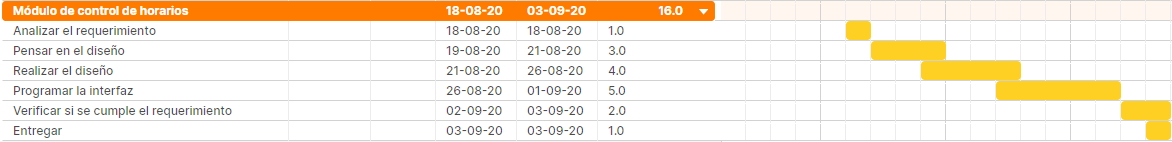 Módulo de control de horarios 18-08-20 03-09-20 16.0
Analizar el requerimiento 18-08-20 18-08-20 1.0
Pensar en el diseño 19-08-20 21-08-20 3.0
Realizar el diseño 21-08-20 26-08-20 4.0
Programar la interfaz 26-08-20 01-09-20 5.0
Verificar si se cumple el requerimiento 02-09-20 03-09-20 2.0
Entregar 03-09-20 03-09-20 1.0